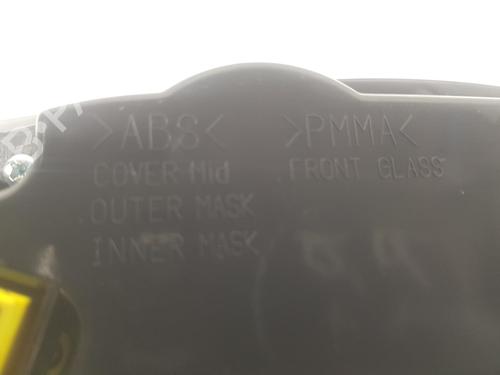 >ABS<
COVER Mid
OUTER MASK
INNER MASK
>PMMA<
FRONT GLASS